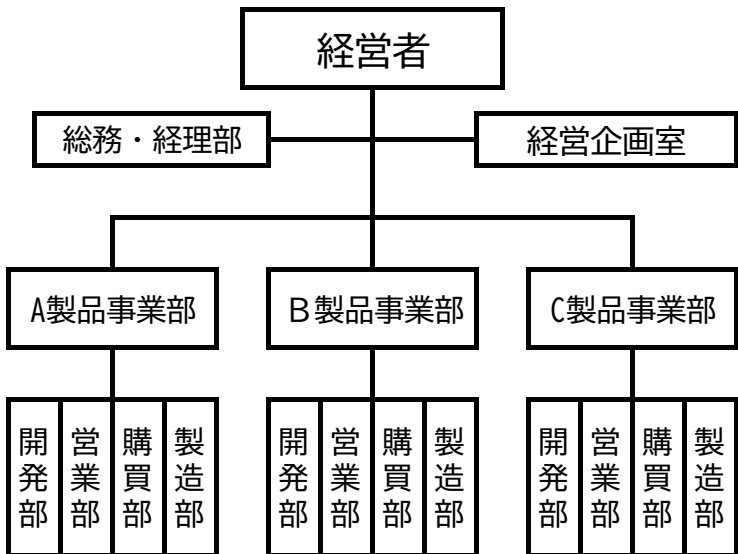 経営者
総務・経理部
経営企画室
A製品事業部
B製品事業部
C製品事業部
開発部
営業部
購買部
製造部
開発部
営業部
購買部
製造部
開発部
営業部
購買部
製造部